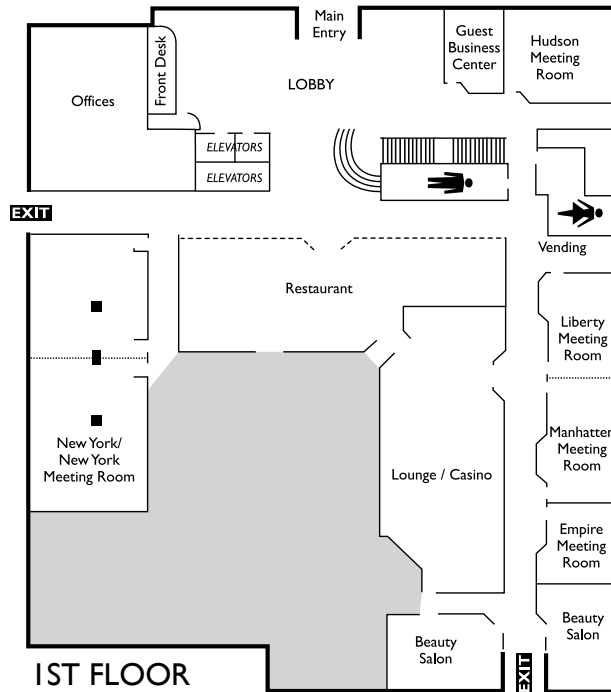 Main
Entry
Guest
Business
Center
Hudson
Meeting
Room
Front Desk
Offices
LOBBY
ELEVATORS
ELEVATORS
EXIT
Vending
Restaurant
Liberty
Meeting
Room
New York/
New York
Meeting Room
Lounge / Casino
Manhatten
Meeting
Room
Empire
Meeting
Room
Beauty
Salon
Beauty
Salon
1ST FLOOR
EXIT